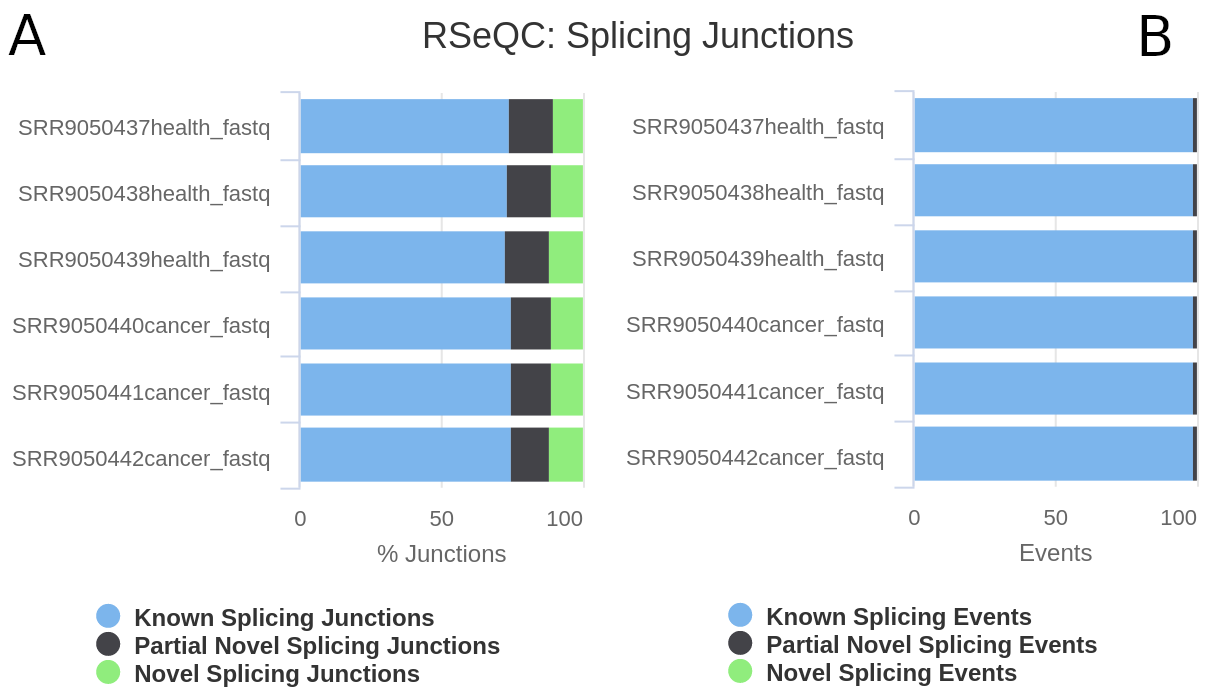 A
RSeQC: Splicing Junctions
B
SRR9050437health_fastq
SRR9050438health_fastq
SRR9050439health_fastq
SRR9050440cancer_fastq
SRR9050441cancer_fastq
SRR9050442cancer_fastq
0 50 100
% Junctions
Known Splicing Junctions
Partial Novel Splicing Junctions
Novel Splicing Junctions
SRR9050437health_fastq
SRR9050438health_fastq
SRR9050439health_fastq
SRR9050440cancer_fastq
SRR9050441cancer_fastq
SRR9050442cancer_fastq
0 50 100
Events
Known Splicing Events
Partial Novel Splicing Events
Novel Splicing Events